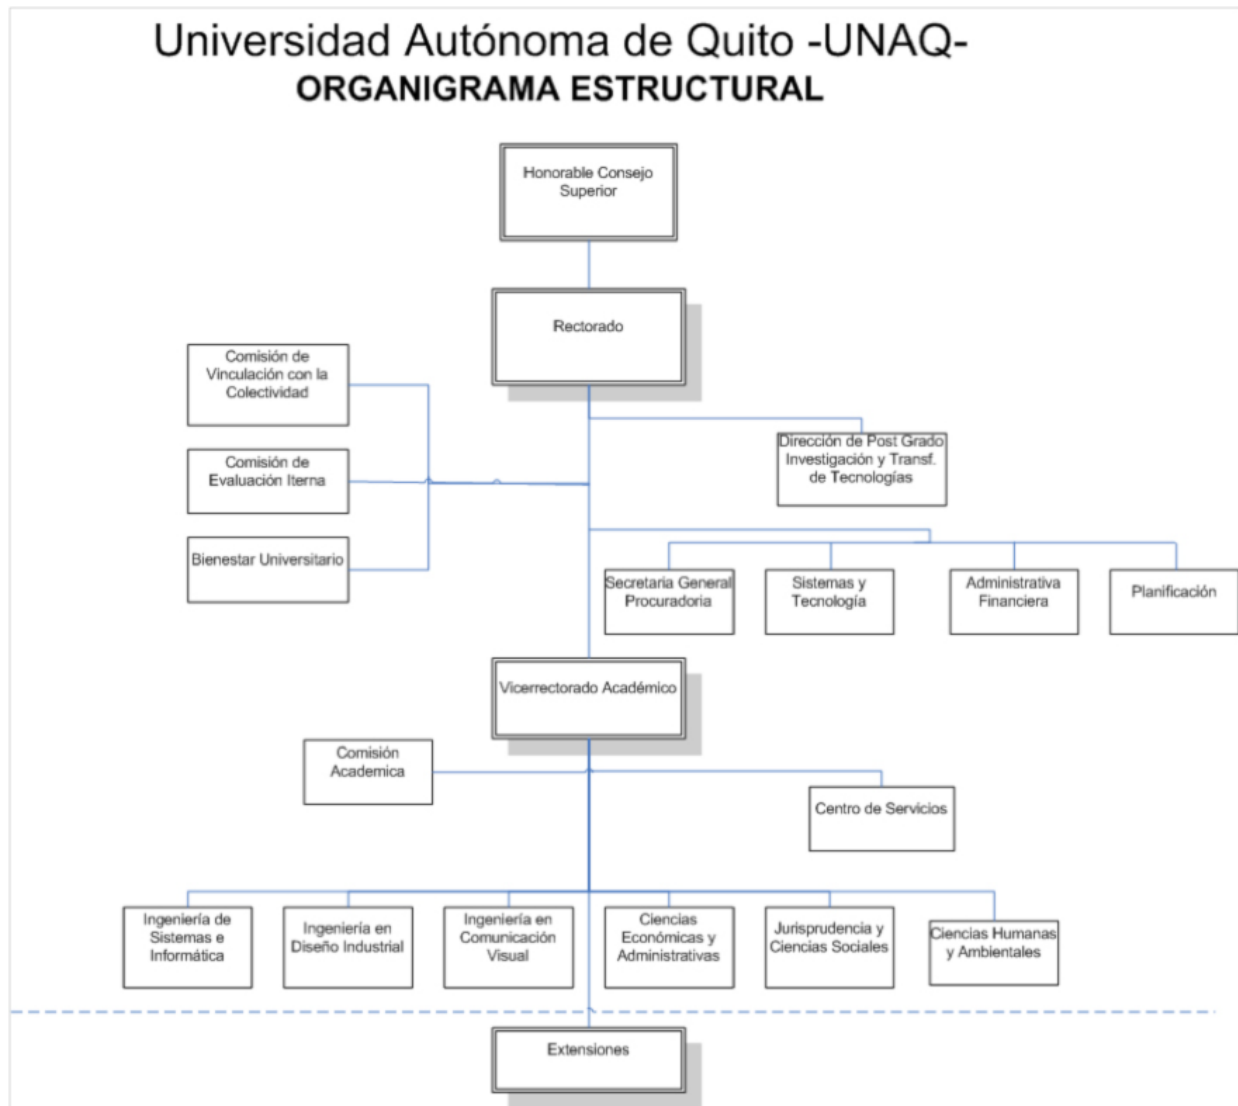 Universidad Autónoma de Quito -UNAQ-
ORGANIGRAMA ESTRUCTURAL
Honorable Consejo
Superior
Rectorado
Comisión de
Vinculación con la
Colectividad
Dirección de Post Grado
Investigación y Transf.
de Tecnologías
Comisión de
Evaluación Iterna
Bienestar Universitario
Secretaria General
Procuradoria
Sistemas y
Tecnología
Administrativa
Financiera
Planificación
Vicerrectorado Académico
Comisión
Academica
Centro de Servicios
Ingeniería de
Sistemas e
Informática
Ingeniería en
Diseño Industrial
Ingeniería en
Comunicación
Visual
Ciencias
Económicas y
Administrativas
Jurisprudencia y
Ciencias Sociales
Ciencias Humanas
y Ambientales
Extensiones